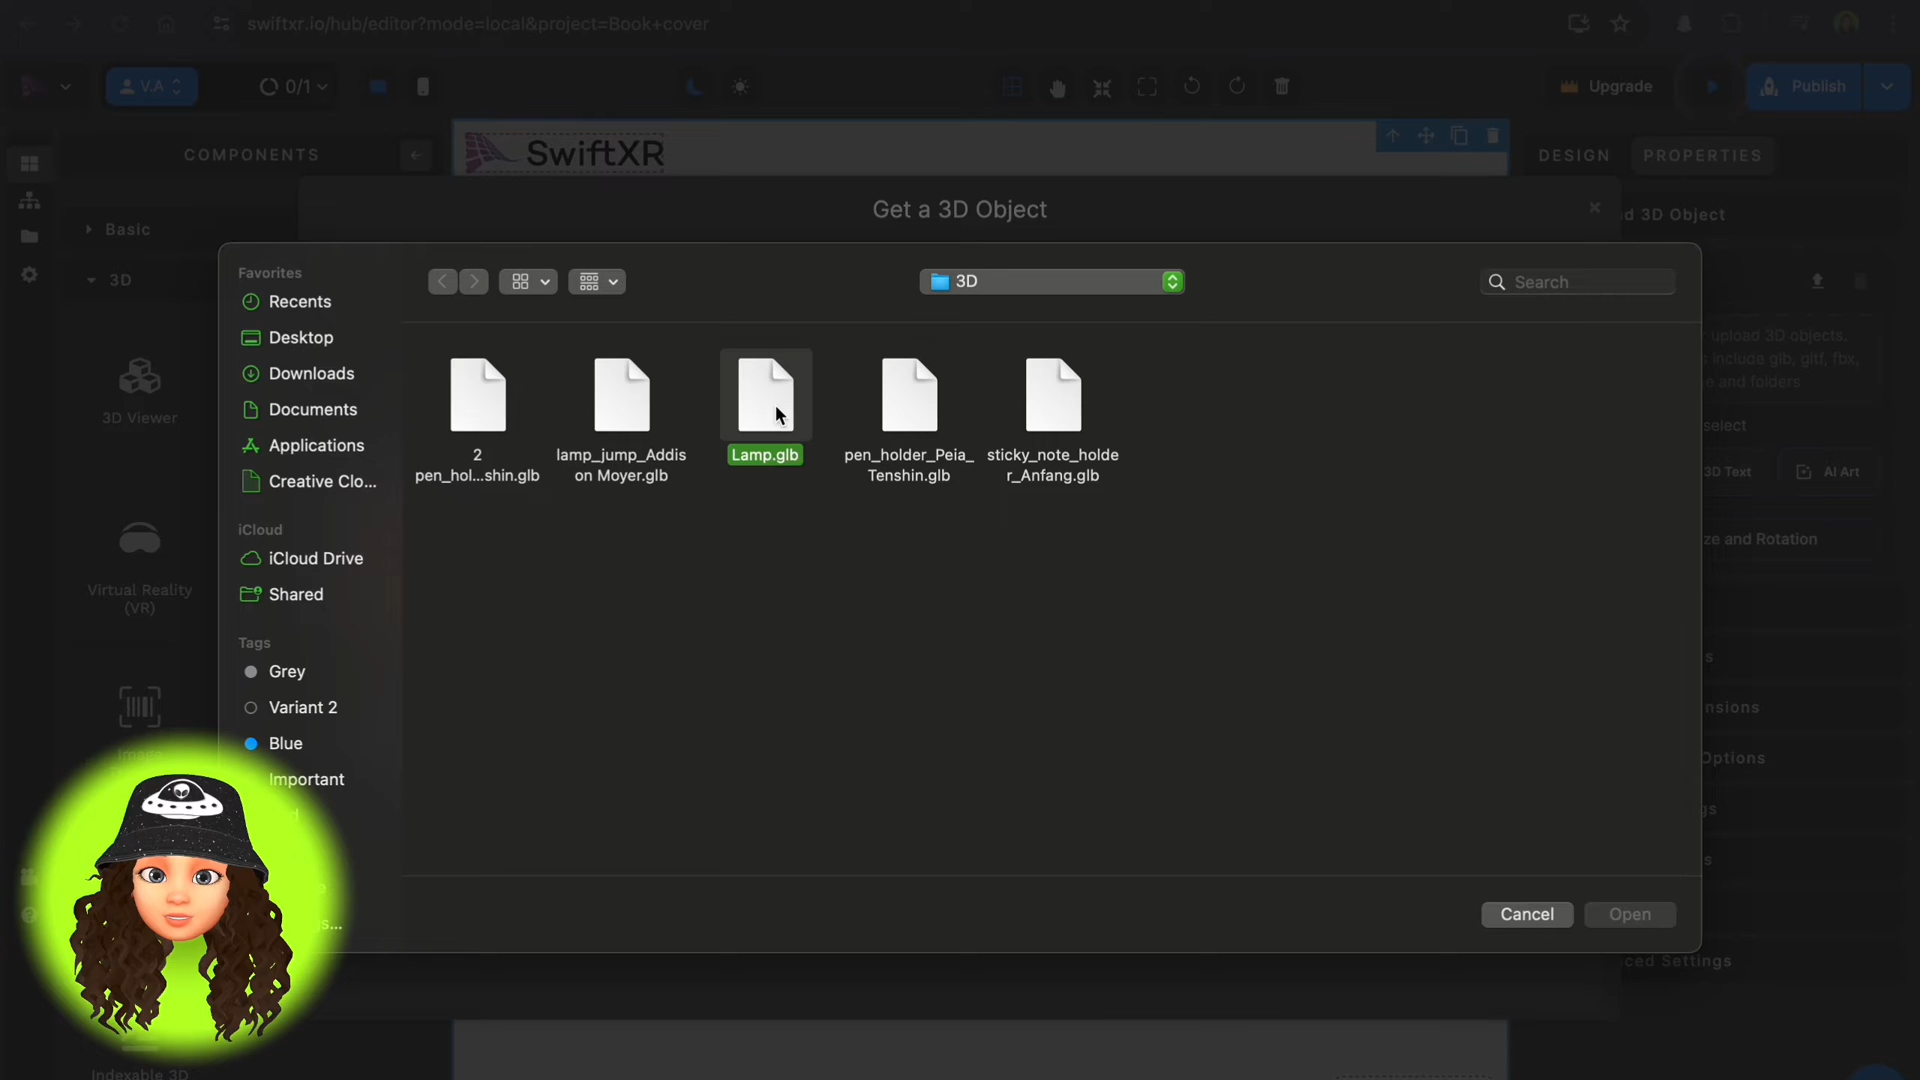 swiftxr.io/hub/editor?mode=local&project=Book+cover
V.A
0/1
Upgrade
Publish
COMPONENTS
SwiftXR
DESIGN
PROPERTIES
Get a 3D Object
d 3D Object
Basic
3D
3D Viewer
Virtual Reality
(VR)
Image
Indexable 3D
Favorites
Recents
Desktop
Downloads
Documents
Applications
Creative Clo...
iCloud
iCloud Drive
Shared
Tags
Grey
Variant 2
Blue
Important
s...
3D
Search
2
pen_hol...shin.glb
lamp_jump_Addis
on Moyer.glb
Lamp.glb
pen_holder_Peia_
Tenshin.glb
sticky_note_holde
r_Anfang.glb
Cancel
Open
upload 3D objects.
include glb, gltf, fbx,
e and folders
select
3D Text
AI Art
ze and Rotation
s
nsions
Options
gs
s
ced Settings